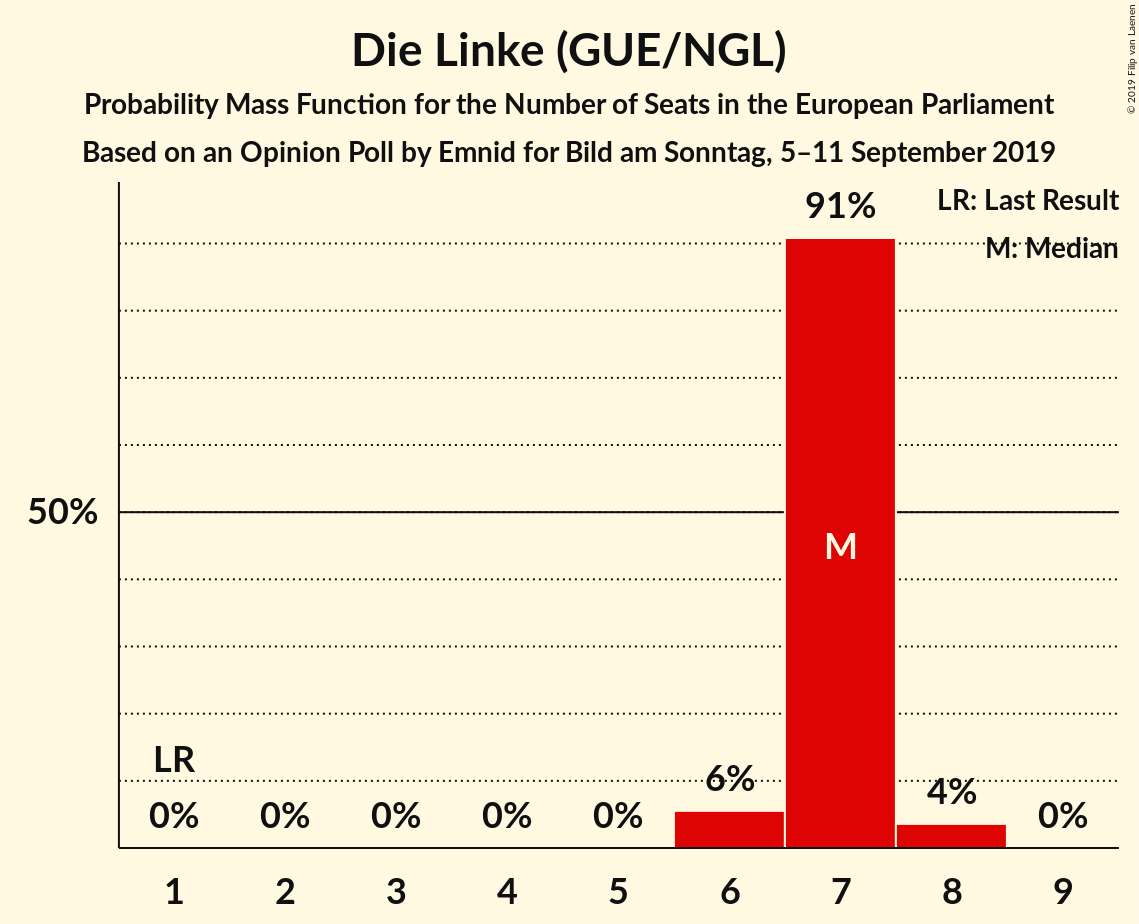 Die Linke (GUE/NGL)
Probability Mass Function for the Number of Seats in the European Parliament
Based on an Opinion Poll by Emnid for Bild am Sonntag, 5–11 September 2019
© 2019 Filip van Laenen
LR: Last Result
M: Median
91%
50%
M
LR
0% 0% 0% 0% 0% 6% 4% 0%
1 2 3 4 5 6 7 8 9